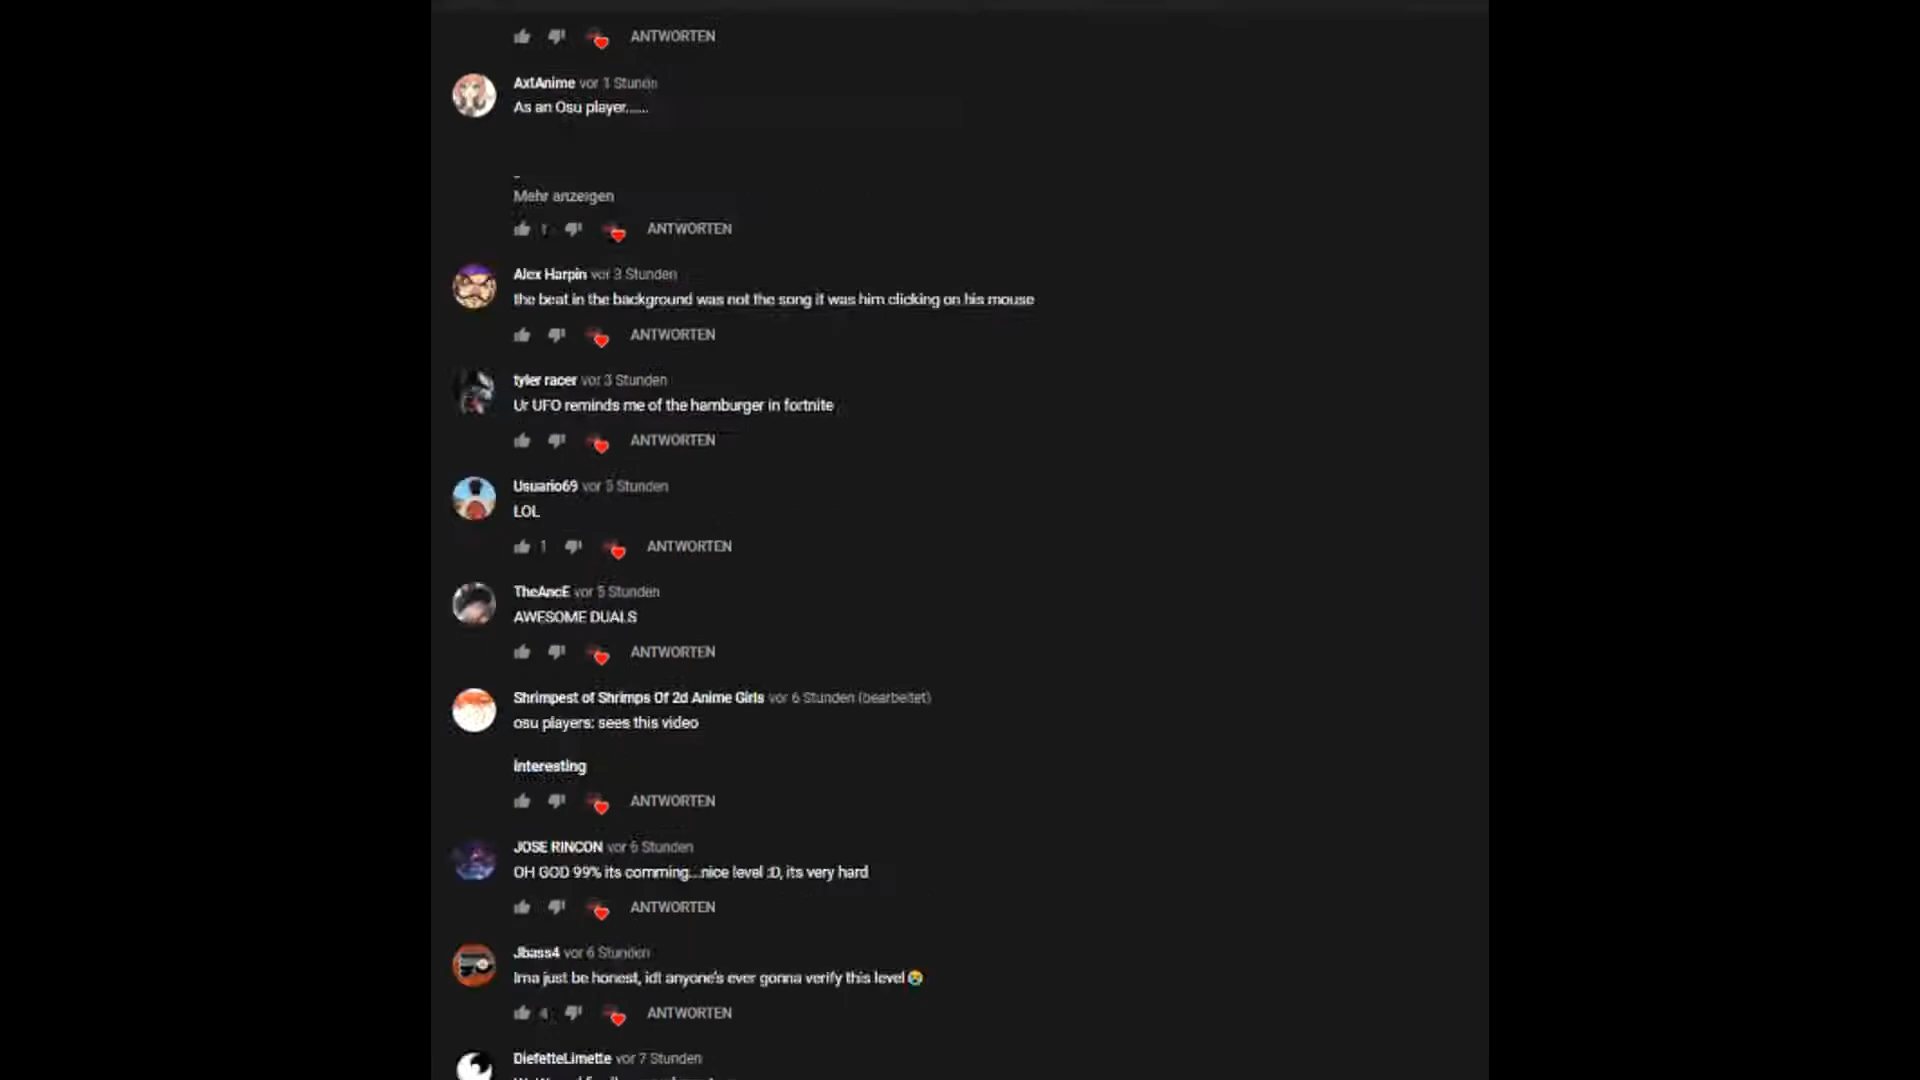 ANTWORTEN
AxtAnime vor 3 Stunden
As an Osu player......
_
Mehr anzeigen
1 ANTWORTEN
Alex Harpin vor 3 Stunden
the beat in the background was not the song it was him clicking on his mouse
ANTWORTEN
tyler racer vor 3 Stunden
Ur UFO reminds me of the hamburger in fortnite
ANTWORTEN
Usuario69 vor 5 Stunden
LOL
1 ANTWORTEN
TheAncE vor 5 Stunden
AWESOME DUALS
ANTWORTEN
Shrimpest of Shrimps Of 2d Anime Girls vor 6 Stunden (bearbeitet)
osu players: sees this video
interesting
ANTWORTEN
JOSE RINCON vor 6 Stunden
OH GOD 99% its comming...nice level :D, its very hard
ANTWORTEN
Jbass4 vor 6 Stunden
Ima just be honest, idt anyone's ever gonna verify this level😭
4 ANTWORTEN
DiefetteLimette vor 7 Stunden